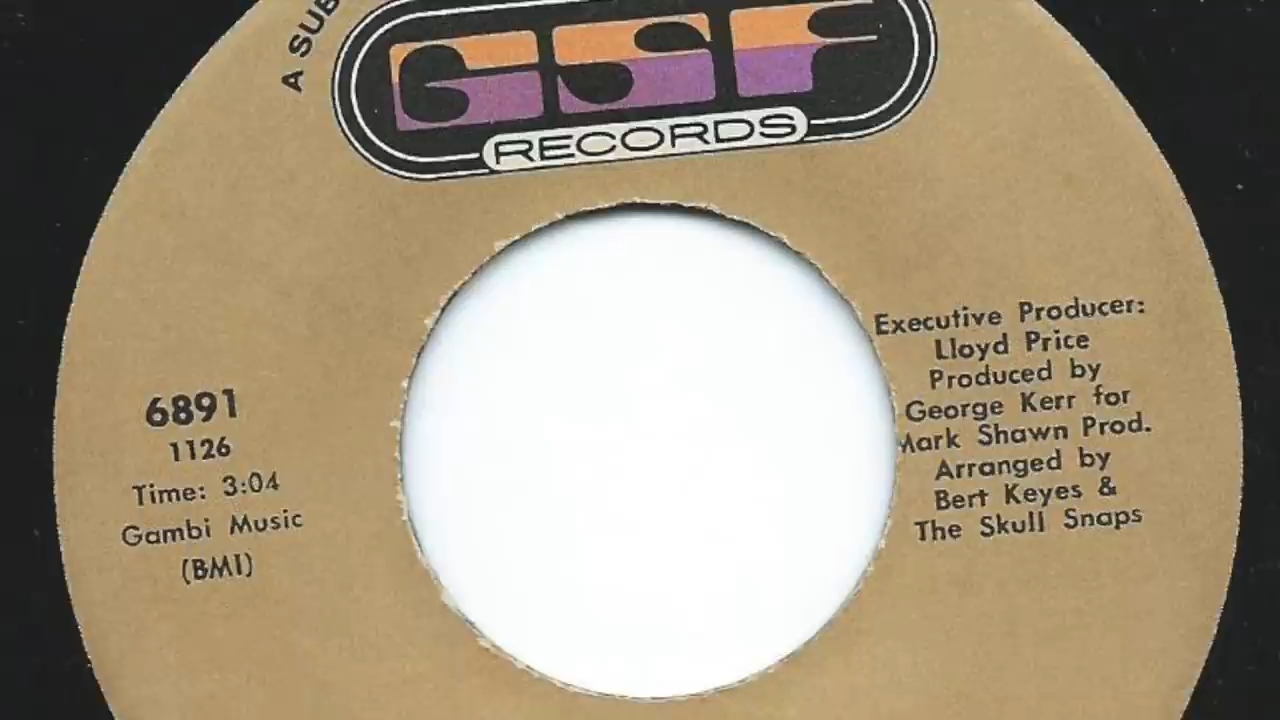 A SUB
GSF
RECORDS
6891
1126
Time: 3:04
Gambi Music
(BMI)
Executive Producer:
Lloyd Price
Produced by
George Kerr for
Mark Shawn Prod.
Arranged by
Bert Keyes &
The Skull Snaps